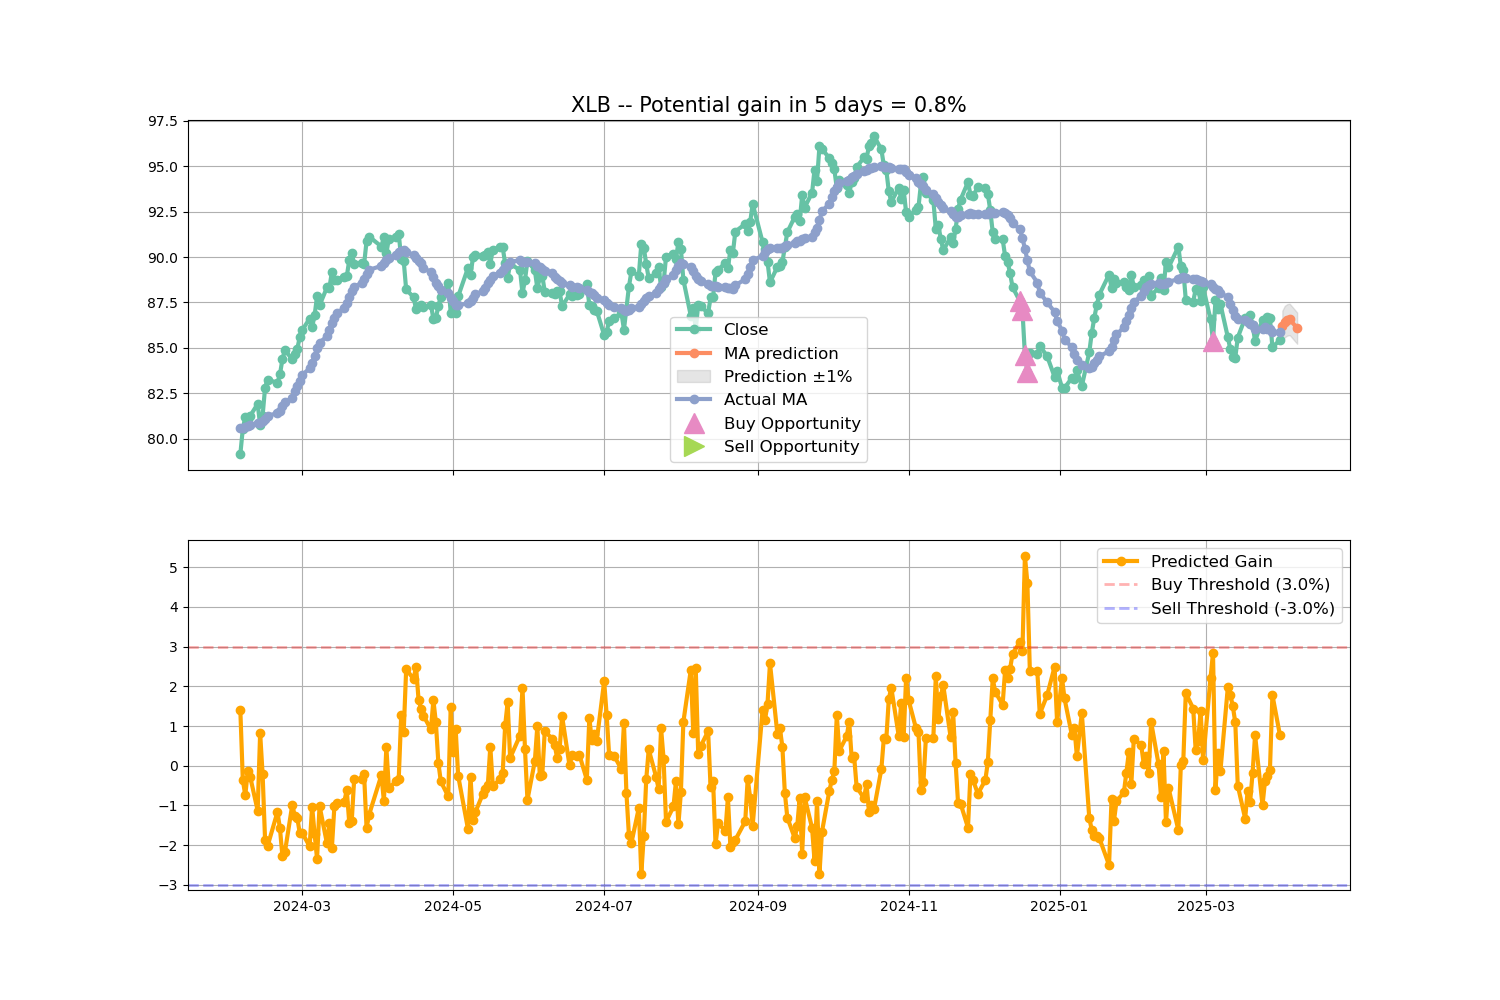 XLB -- Potential gain in 5 days = 0.8%
97.5
95.0
92.5
90.0
87.5
85.0
82.5
80.0
Close
MA prediction
Prediction ±1%
Actual MA
Buy Opportunity
Sell Opportunity
5
4
3
2
1
0
−1
−2
−3
Predicted Gain
Buy Threshold (3.0%)
Sell Threshold (-3.0%)
2024-03 2024-05 2024-07 2024-09 2024-11 2025-01 2025-03